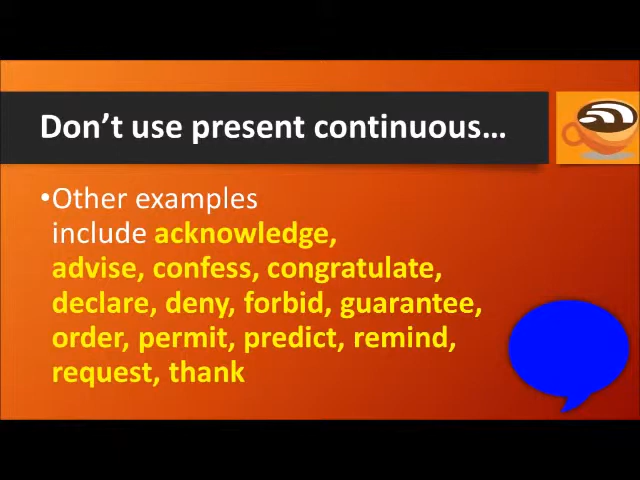 Don't use present continuous…
•Other examples
include acknowledge,
advise, confess, congratulate,
declare, deny, forbid, guarantee,
order, permit, predict, remind,
request, thank